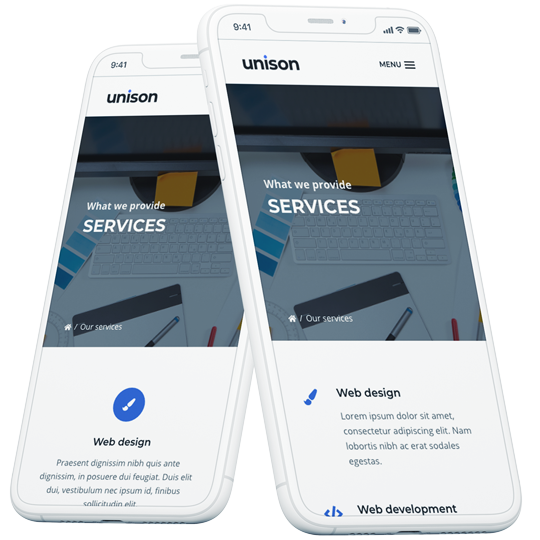 9:41
unison
What we provide
SERVICES
/ Our services
Web design
Praesent dignissim nibh quis ante
dignissim, in posuere dui feugiat. Duis elit
dui, vestibulum nec ipsum id, finibus
sollicitudin elit
9:41
unison
MENU
What we provide
SERVICES
/ Our services
Web design
Lorem ipsum dolor sit amet,
consectetur adipiscing elit. Nam
lobortis nibh ac erat sodales
egestas.
Web development